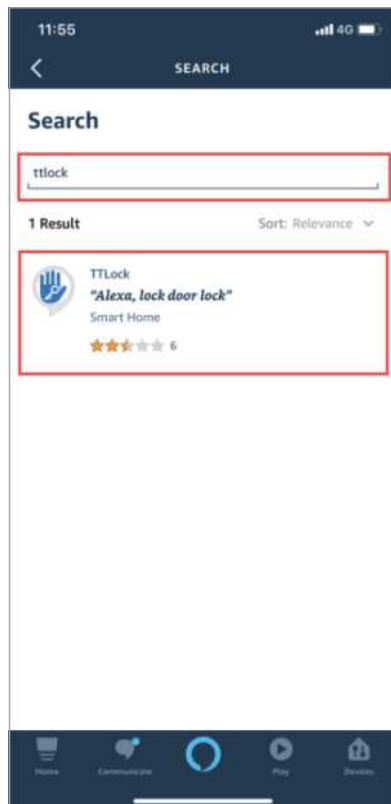 11:55
4G
SEARCH
Search
ttlock
1 Result
Sort: Relevance
TTLock
"Alexa, lock door lock"
Smart Home
6
Home
Communicate
Play
Devices